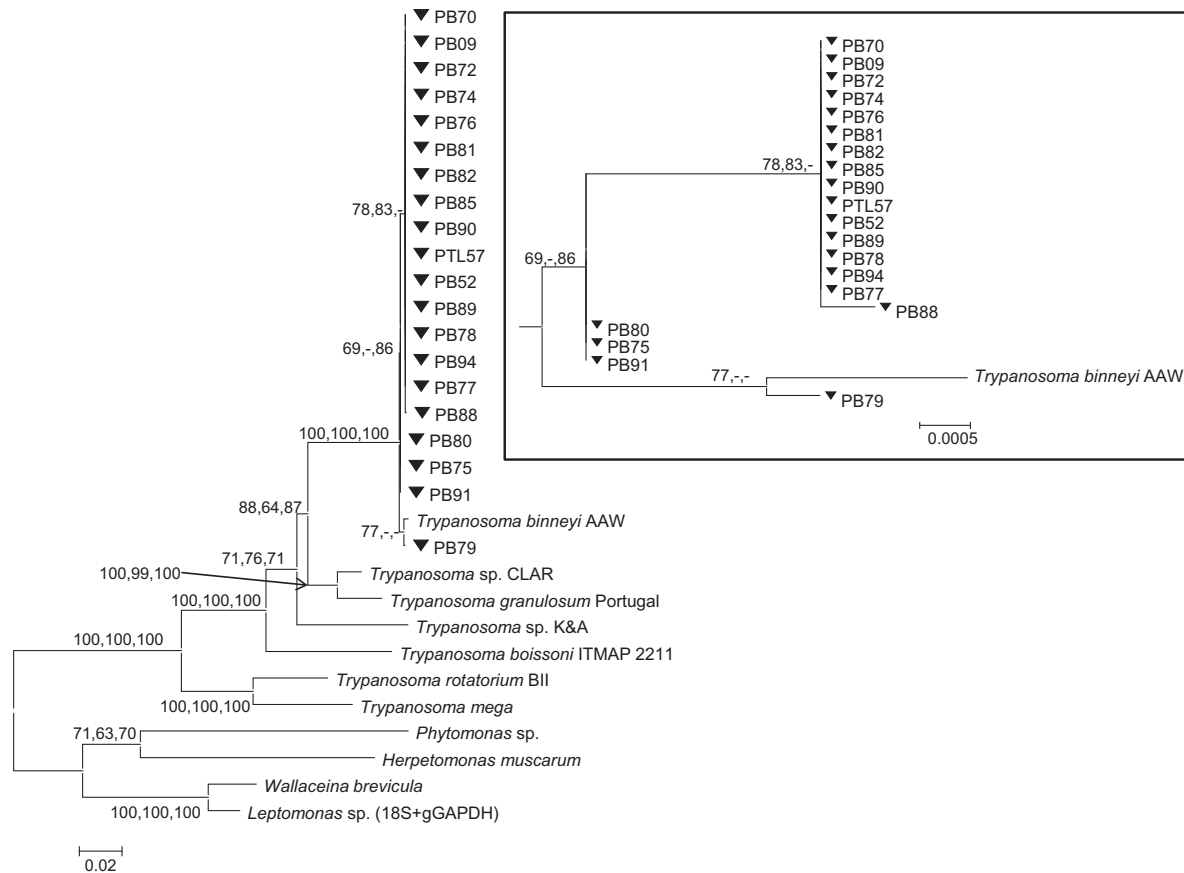 PB70
PB09
PB72
PB74
PB76
PB81
PB82
PB85
PB90
PTL57
PB52
PB89
PB78
PB94
PB77
PB88
PB80
PB75
PB91
Trypanosoma binneyi AAW
PB79
Trypanosoma sp. CLAR
Trypanosoma granulosum Portugal
Trypanosoma sp. K&A
Trypanosoma boissoni ITMAP 2211
Trypanosoma rotatorium BII
Trypanosoma mega
Phytomonas sp.
Herpetomonas muscarum
Wallaceina brevicula
Leptomonas sp. (18S+gGAPDH)
78,83,-
69,-,86
100,100,100
88,64,87
77,-,-
71,76,71
100,99,100
100,100,100
100,100,100
100,100,100
71,63,70
100,100,100
0.02
PB70
PB09
PB72
PB74
PB76
PB81
PB82
PB85
PB90
PTL57
PB52
PB89
PB78
PB94
PB77
PB88
PB80
PB75
PB91
Trypanosoma binneyi AAW
PB79
78,83,-
69,-,86
77,-,-
0.0005